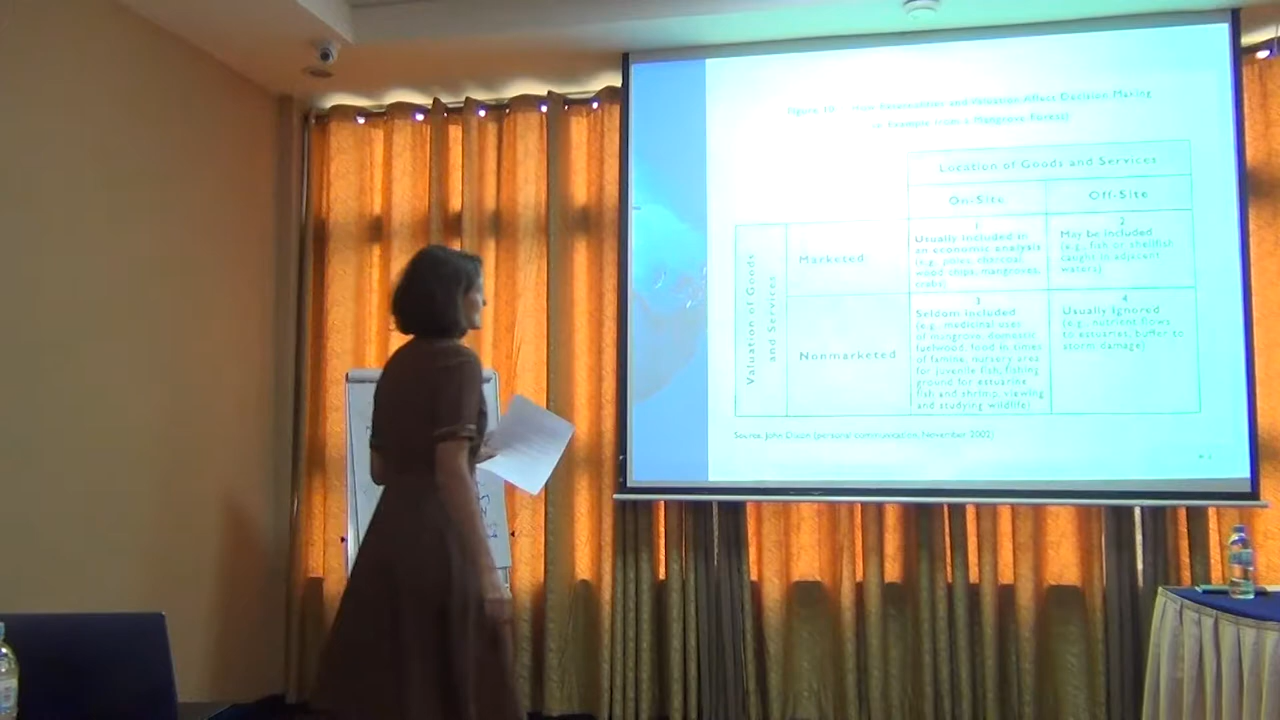 Figure 10. How Externalities and Valuation Affect Decision Making
(an Example from a Mangrove Forest)
Location of Goods and Services
On-Site
Off-Site
Valuation of Goods
and Services
Marketed
1
Usually included in
an economic analysis
(e.g., poles, charcoal,
wood chips, mangroves,
crabs)
2
May be included
(e.g., fish or shellfish
caught in adjacent
waters)
Nonmarketed
3
Seldom included
(e.g., medicinal uses
of mangrove, domestic
fuelwood, food in times
of famine, nursery area
for juvenile fish, fishing
ground for estuarine
fish and shrimp, viewing
and studying wildlife)
4
Usually Ignored
(e.g., nutrient flows
to estuaries, buffer to
storm damage)
Source: John Dixon (personal communication, November 2002)